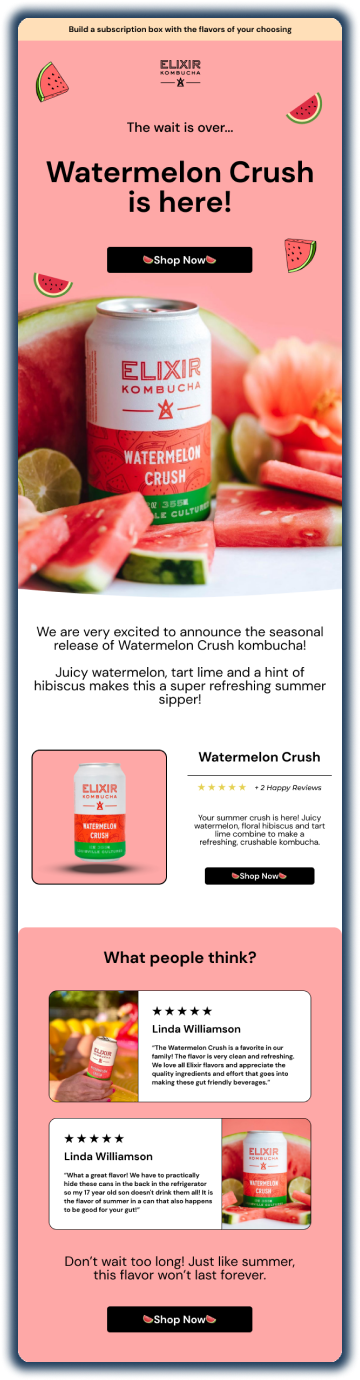 Build a subscription box with the flavors of your choosing
ELIXIR
KOMBUCHA
The wait is over...
Watermelon Crush
is here!
🍉Shop Now🍉
ELIXIR
KOMBUCHA
WATERMELON
CRUSH
355
LE CULTURES
We are very excited to announce the seasonal
release of Watermelon Crush kombucha!
Juicy watermelon, tart lime and a hint of
hibiscus makes this a super refreshing summer
sipper!
ELIXIR
KOMBUCHA
WATERMELON
CRUSH
Watermelon Crush
★★★★★ + 2 Happy Reviews
Your summer crush is here! Juicy
watermelon, floral hibiscus and tart
lime combine to make a
refreshing, crushable kombucha.
🍉Shop Now🍉
What people think?
★★★★★
Linda Williamson
"The Watermelon Crush is a favorite in our
family! The flavor is very clean and refreshing.
We love all Elixir flavors and appreciate the
quality ingredients and effort that goes into
making these gut friendly beverages."
★★★★★
Linda Williamson
"What a great flavor! We have to practically
hide these cans in the back in the refrigerator
so my 17 year old son doesn't drink them all! It is
the flavor of summer in a can that also happens
to be good for your gut!"
ELIXIR
KOMBUCHA
WATERMELON
CRUSH
Don't wait too long! Just like summer,
this flavor won't last forever.
🍉Shop Now🍉